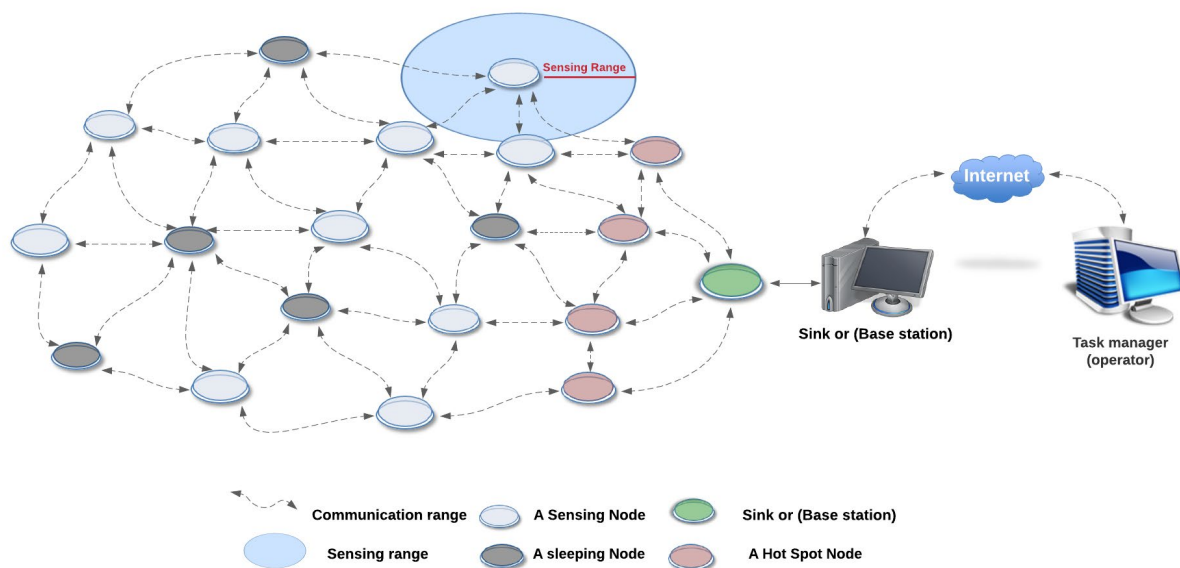 Sensing Range
Internet
Sink or (Base station)
Task manager
(operator)
Communication range
A Sensing Node
Sink or (Base station)
Sensing range
A sleeping Node
A Hot Spot Node